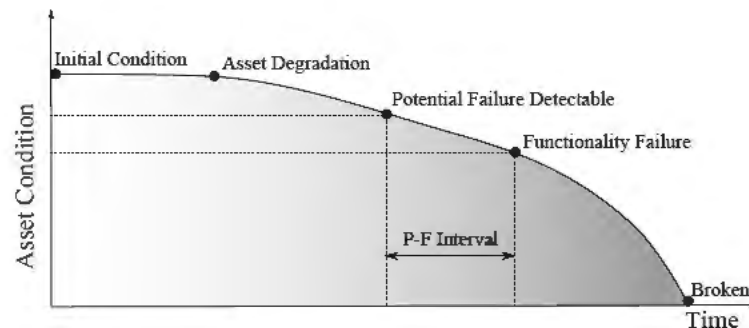 Initial Condition
Asset Degradation
Potential Failure Detectable
Functionality Failure
Asset Condition
P-F Interval
Broken
Time